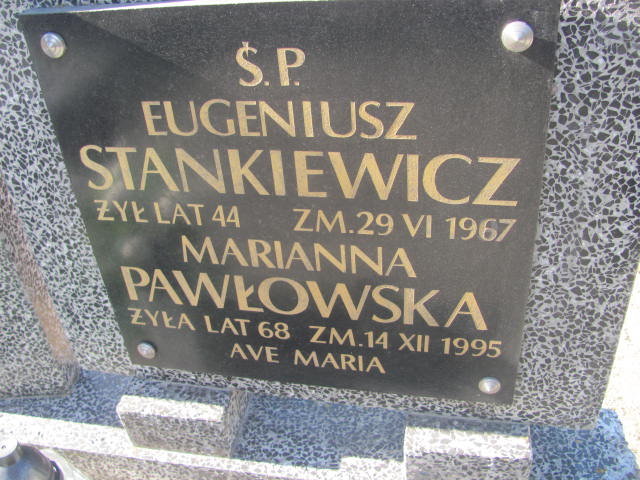 Ś.P.
EUGENIUSZ
STANKIEWICZ
ŻYŁ LAT 44 ZM. 29 VI 1967
MARIANNA
PAWŁOWSKA
ŻYŁA LAT 68 ZM. 14 XII 1995
AVE MARIA